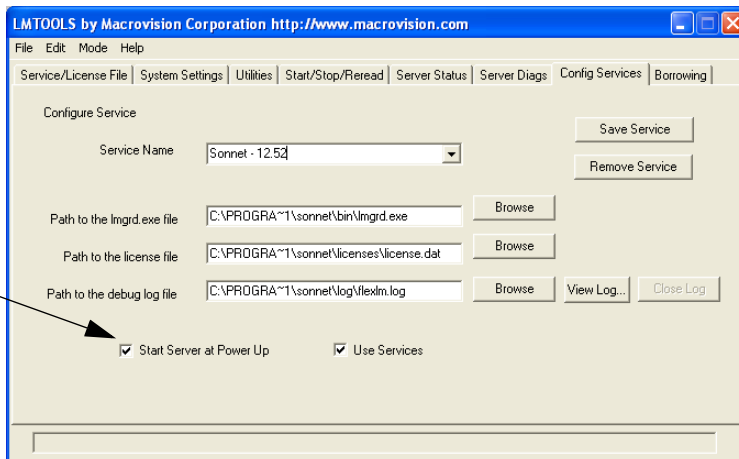 LMTOOLS by Macrovision Corporation http://www.macrovision.com
File Edit Mode Help
Service/License File System Settings Utilities Start/Stop/Reread Server Status Server Diags Config Services Borrowing
Configure Service
Save Service
Service Name Sonnet - 12.52
Remove Service
Path to the lmgrd.exe file C:\PROGRA~1\sonnet\bin\lmgrd.exe Browse
Path to the license file C:\PROGRA~1\sonnet\licenses\license.dat Browse
Path to the debug log file C:\PROGRA~1\sonnet\log\flexlm.log Browse View Log... Close Log
Start Server at Power Up Use Services